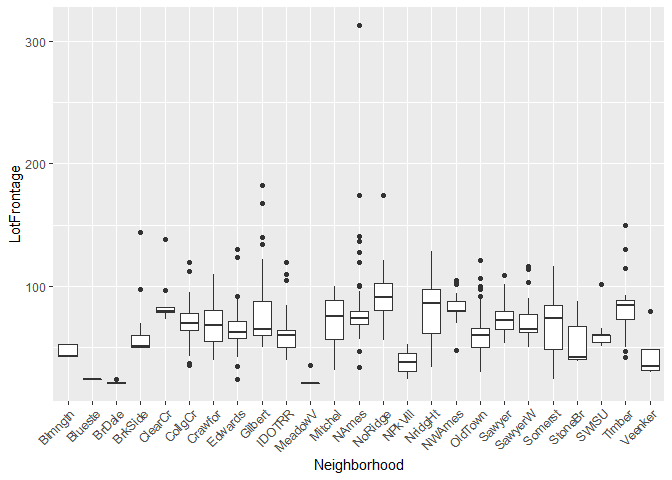 300
200
100
LotFrontage
Blmngtn
Blueste
BrDale
BrkSide
ClearCr
CollgCr
Crawfor
Edwards
Gilbert
IDOTRR
MeadowV
Mitchel
NAmes
NoRidge
NPkVill
NridgHt
NWAmes
OldTown
Sawyer
SawyerW
Somerst
StoneBr
SWISU
Timber
Veenker
Neighborhood